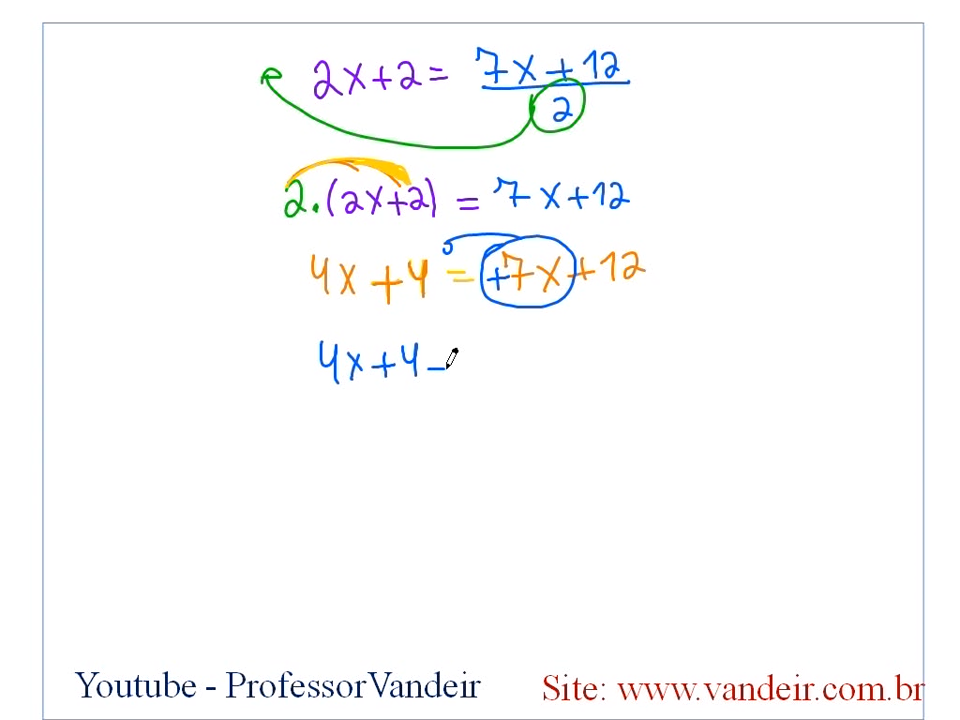 2x+2= 7x+12
2
2.(2x+2) = 7x+12
4x+4 = +7x+12
4x+4-
Youtube - ProfessorVandeir
Site: www.vandeir.com.br